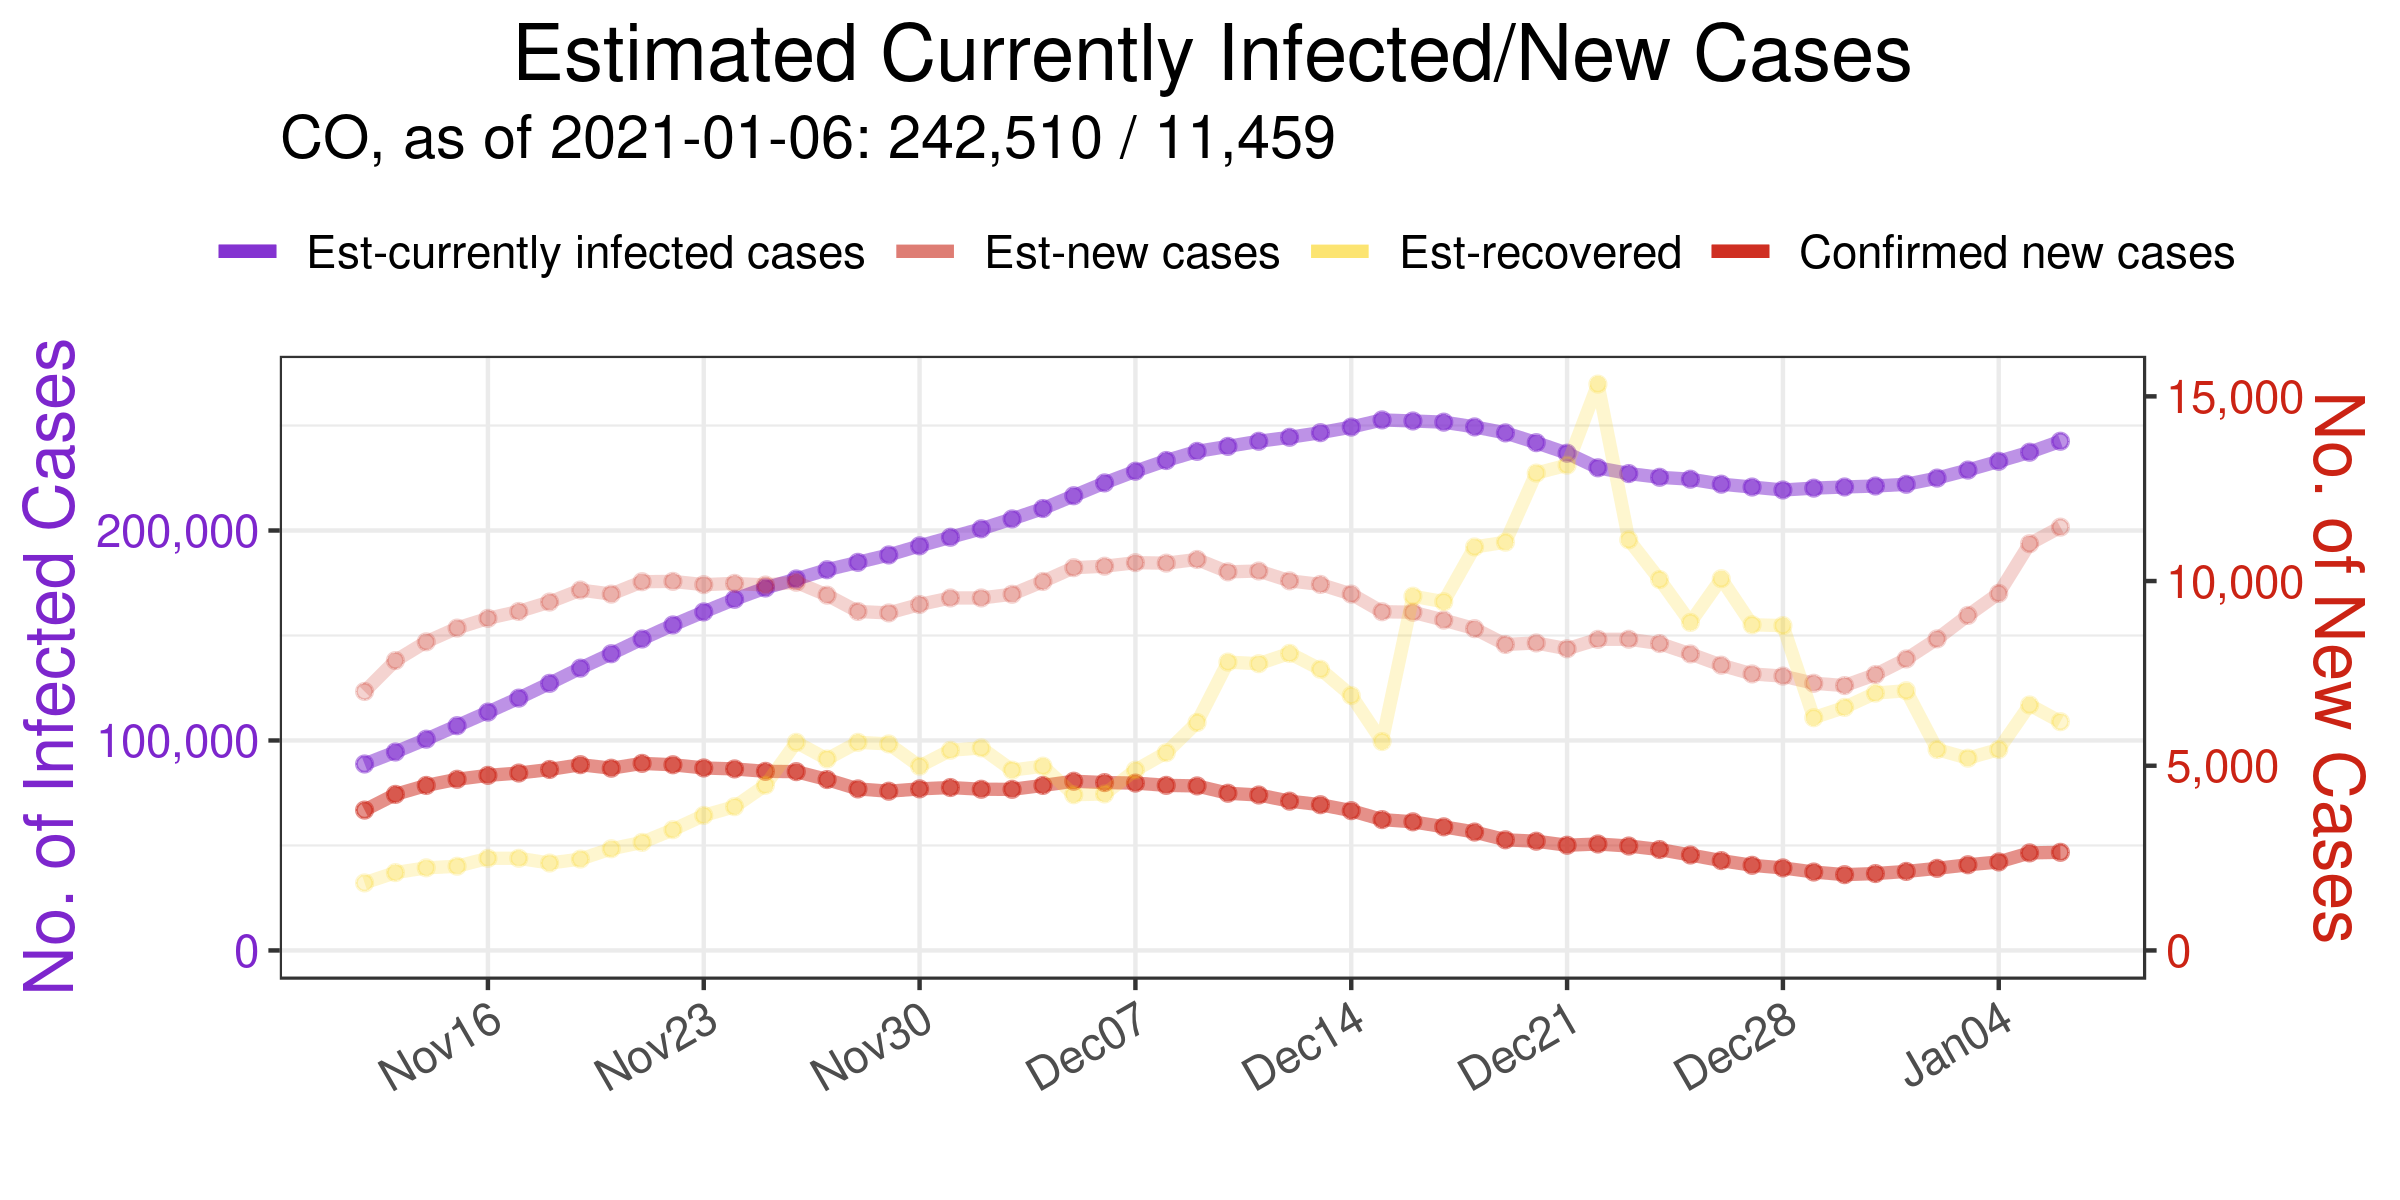 Estimated Currently Infected/New Cases
CO, as of 2021-01-06: 242,510 / 11,459
Est-currently infected cases Est-new cases Est-recovered Confirmed new cases
No. of Infected Cases
200,000
100,000
0
15,000
10,000
5,000
0
No. of New Cases
Nov16 Nov23 Nov30 Dec07 Dec14 Dec21 Dec28 Jan04